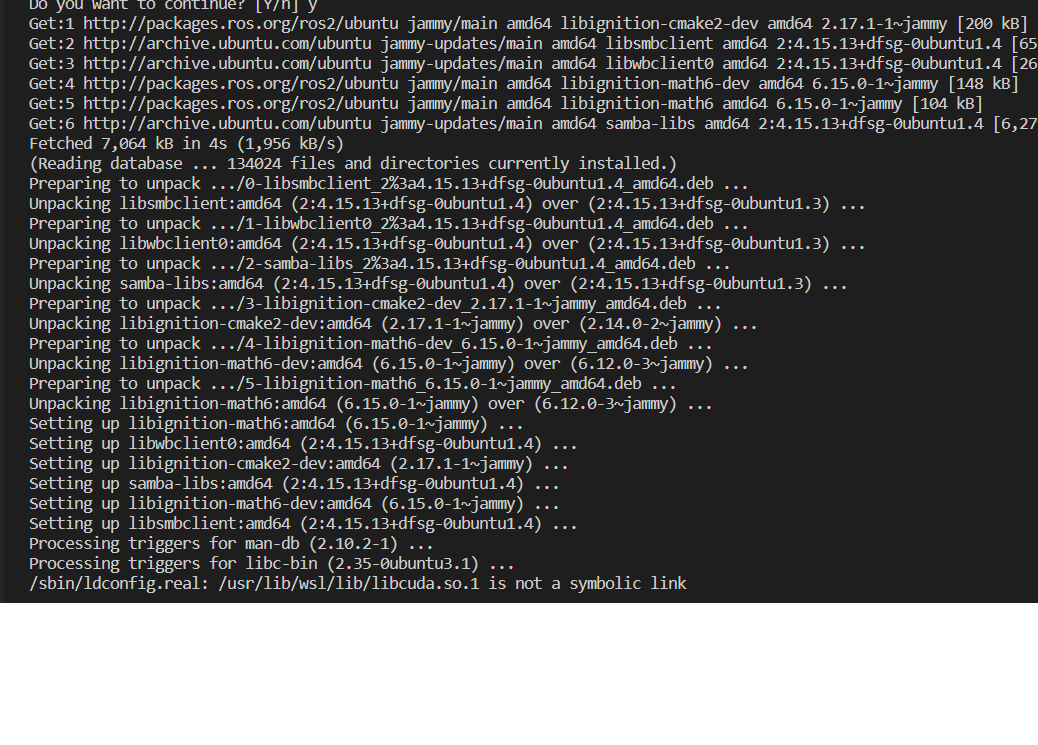 Do you want to continue? [Y/n] y
Get:1 http://packages.ros.org/ros2/ubuntu jammy/main amd64 libignition-cmake2-dev amd64 2.17.1-1~jammy [200 kB]
Get:2 http://archive.ubuntu.com/ubuntu jammy-updates/main amd64 libsmbclient amd64 2:4.15.13+dfsg-0ubuntu1.4 [65
Get:3 http://archive.ubuntu.com/ubuntu jammy-updates/main amd64 libwbclient0 amd64 2:4.15.13+dfsg-0ubuntu1.4 [26
Get:4 http://packages.ros.org/ros2/ubuntu jammy/main amd64 libignition-math6-dev amd64 6.15.0-1~jammy [148 kB]
Get:5 http://packages.ros.org/ros2/ubuntu jammy/main amd64 libignition-math6 amd64 6.15.0-1~jammy [104 kB]
Get:6 http://archive.ubuntu.com/ubuntu jammy-updates/main amd64 samba-libs amd64 2:4.15.13+dfsg-0ubuntu1.4 [6,27
Fetched 7,064 kB in 4s (1,956 kB/s)
(Reading database ... 134024 files and directories currently installed.)
Preparing to unpack .../0-libsmbclient_2%3a4.15.13+dfsg-0ubuntu1.4_amd64.deb ...
Unpacking libsmbclient:amd64 (2:4.15.13+dfsg-0ubuntu1.4) over (2:4.15.13+dfsg-0ubuntu1.3) ...
Preparing to unpack .../1-libwbclient0_2%3a4.15.13+dfsg-0ubuntu1.4_amd64.deb ...
Unpacking libwbclient0:amd64 (2:4.15.13+dfsg-0ubuntu1.4) over (2:4.15.13+dfsg-0ubuntu1.3) ...
Preparing to unpack .../2-samba-libs_2%3a4.15.13+dfsg-0ubuntu1.4_amd64.deb ...
Unpacking samba-libs:amd64 (2:4.15.13+dfsg-0ubuntu1.4) over (2:4.15.13+dfsg-0ubuntu1.3) ...
Preparing to unpack .../3-libignition-cmake2-dev_2.17.1-1~jammy_amd64.deb ...
Unpacking libignition-cmake2-dev:amd64 (2.17.1-1~jammy) over (2.14.0-2~jammy) ...
Preparing to unpack .../4-libignition-math6-dev_6.15.0-1~jammy_amd64.deb ...
Unpacking libignition-math6-dev:amd64 (6.15.0-1~jammy) over (6.12.0-3~jammy) ...
Preparing to unpack .../5-libignition-math6_6.15.0-1~jammy_amd64.deb ...
Unpacking libignition-math6:amd64 (6.15.0-1~jammy) over (6.12.0-3~jammy) ...
Setting up libignition-math6:amd64 (6.15.0-1~jammy) ...
Setting up libwbclient0:amd64 (2:4.15.13+dfsg-0ubuntu1.4) ...
Setting up libignition-cmake2-dev:amd64 (2.17.1-1~jammy) ...
Setting up samba-libs:amd64 (2:4.15.13+dfsg-0ubuntu1.4) ...
Setting up libignition-math6-dev:amd64 (6.15.0-1~jammy) ...
Setting up libsmbclient:amd64 (2:4.15.13+dfsg-0ubuntu1.4) ...
Processing triggers for man-db (2.10.2-1) ...
Processing triggers for libc-bin (2.35-0ubuntu3.1) ...
/sbin/ldconfig.real: /usr/lib/wsl/lib/libcuda.so.1 is not a symbolic link